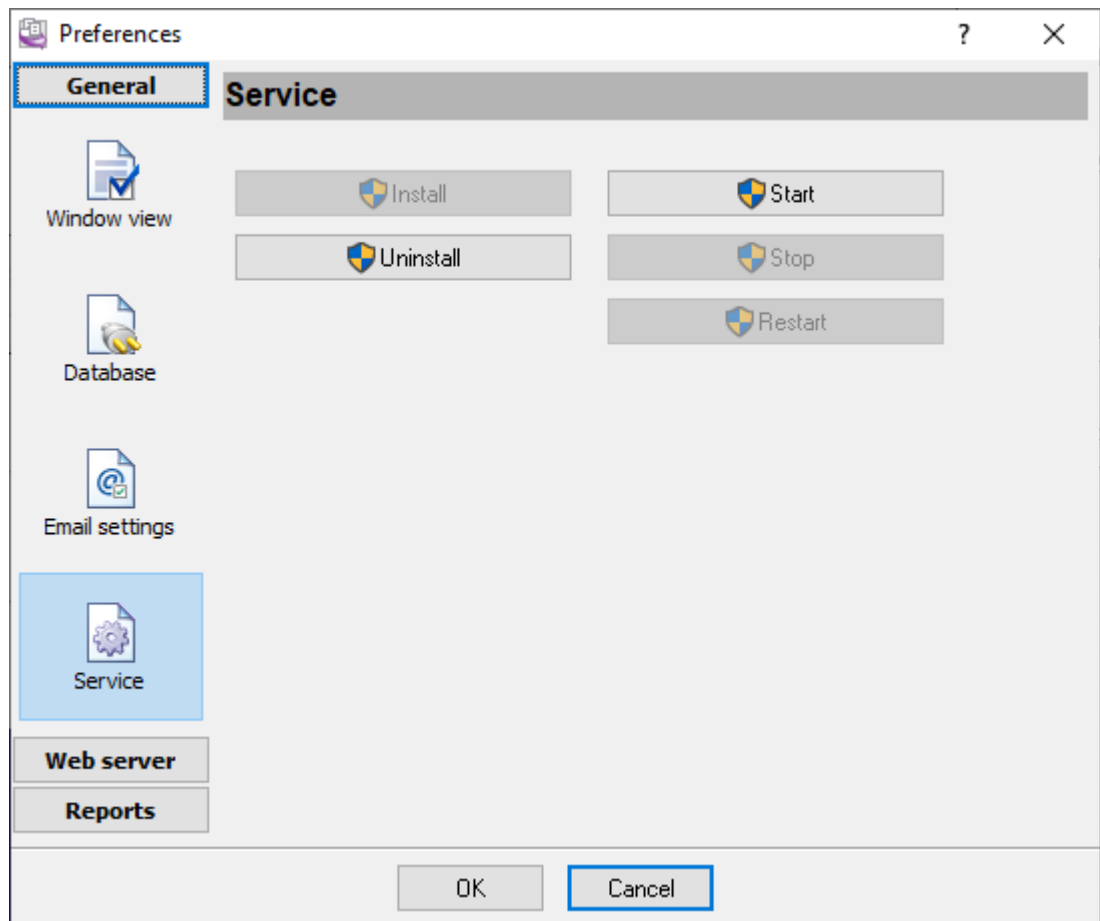 Preferences
?
General
Service
Window view
Database
Email settings
Service
Web server
Reports
Install
Start
Uninstall
Stop
Restart
OK
Cancel